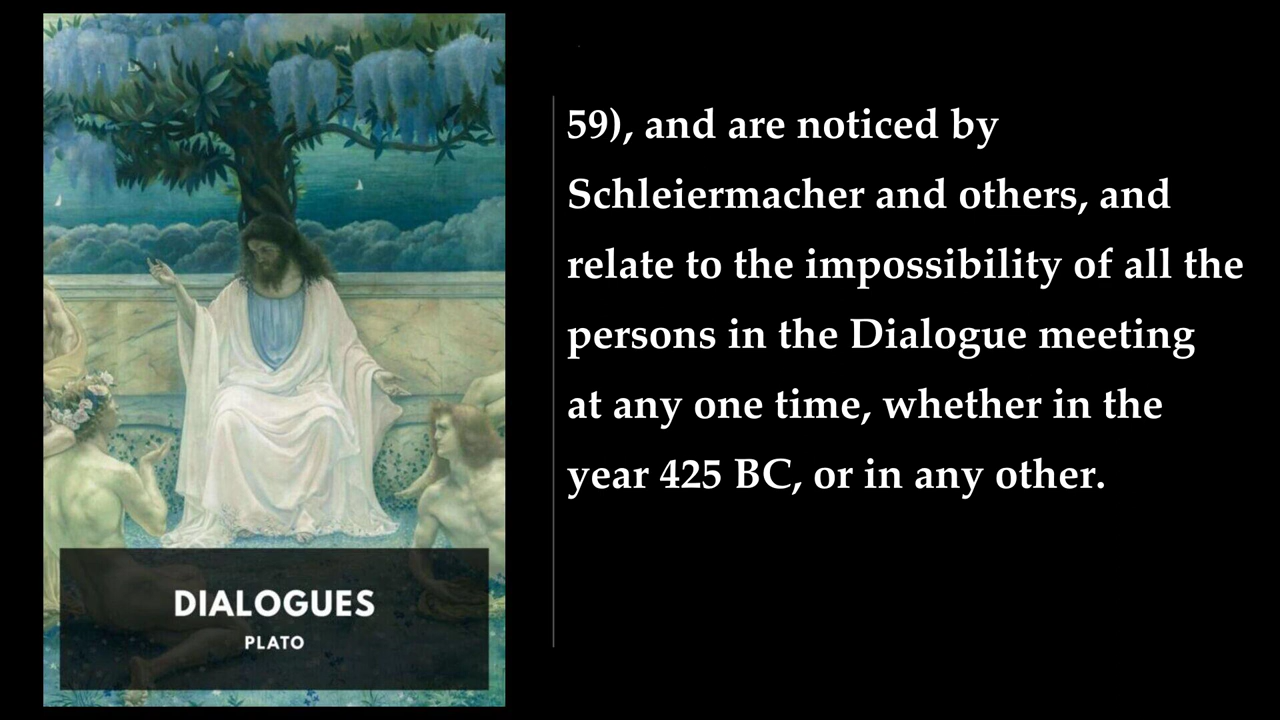 59), and are noticed by
Schleiermacher and others, and
relate to the impossibility of all the
persons in the Dialogue meeting
at any one time, whether in the
year 425 BC, or in any other.
DIALOGUES
PLATO